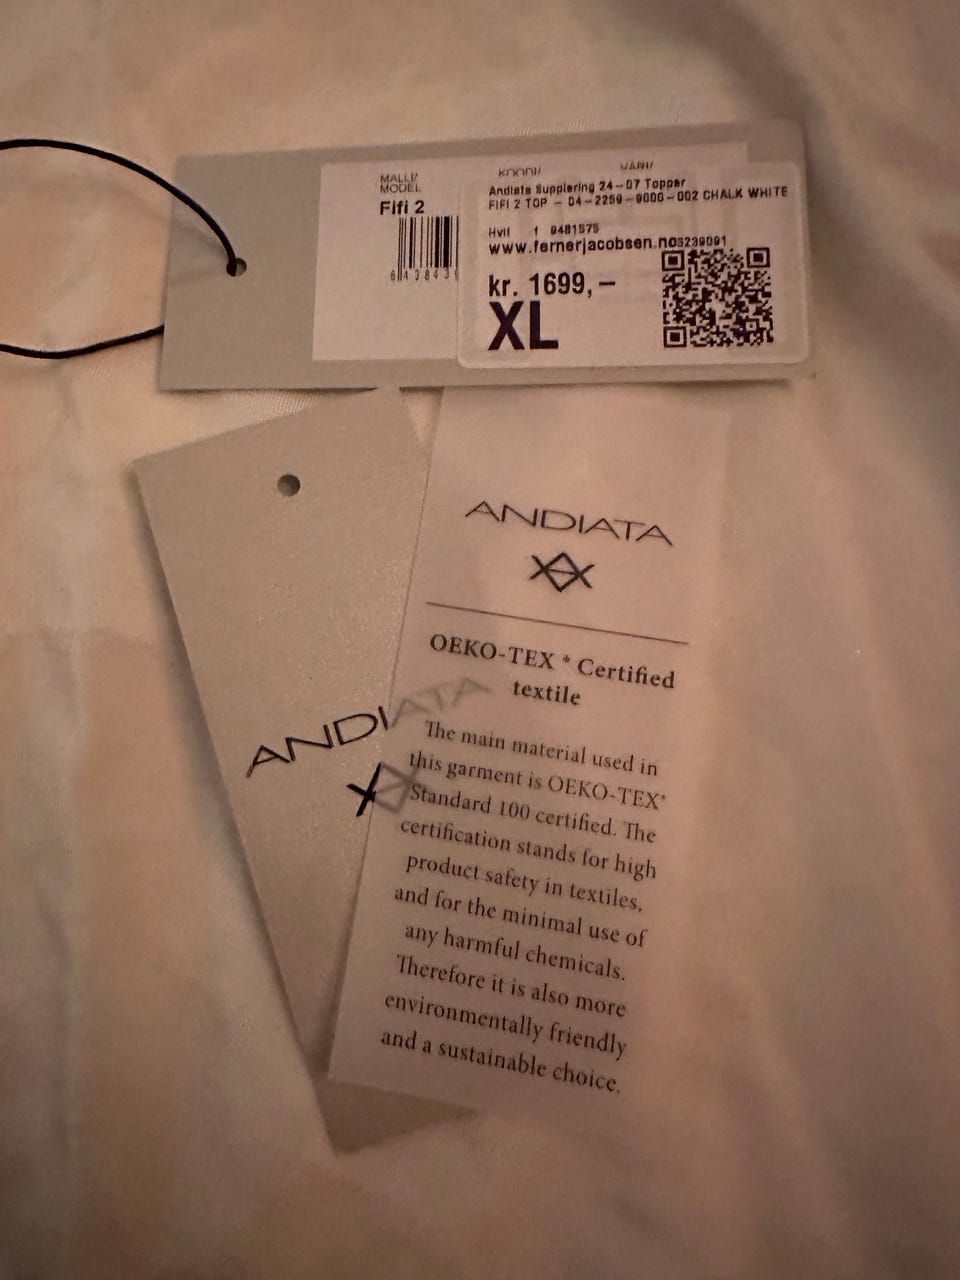 MALLI/
MODEL
Fifi 2
KOODI/
VÄRI/
Andiata Supplering 24-07 Topper
FIFI 2 TOP - 04-2259-9000-002 CHALK WHITE
Hvit f 9481575
www.fernerjacobsen.no
kr. 1699,-
XL
ANDIATA
OEKO-TEX * Certified
textile
The main material used in
this garment is OEKO-TEX*
Standard 100 certified. The
certification stands for high
product safety in textiles,
and for the minimal use of
any harmful chemicals.
Therefore it is also more
environmentally friendly
and a sustainable choice.
ANDIATA